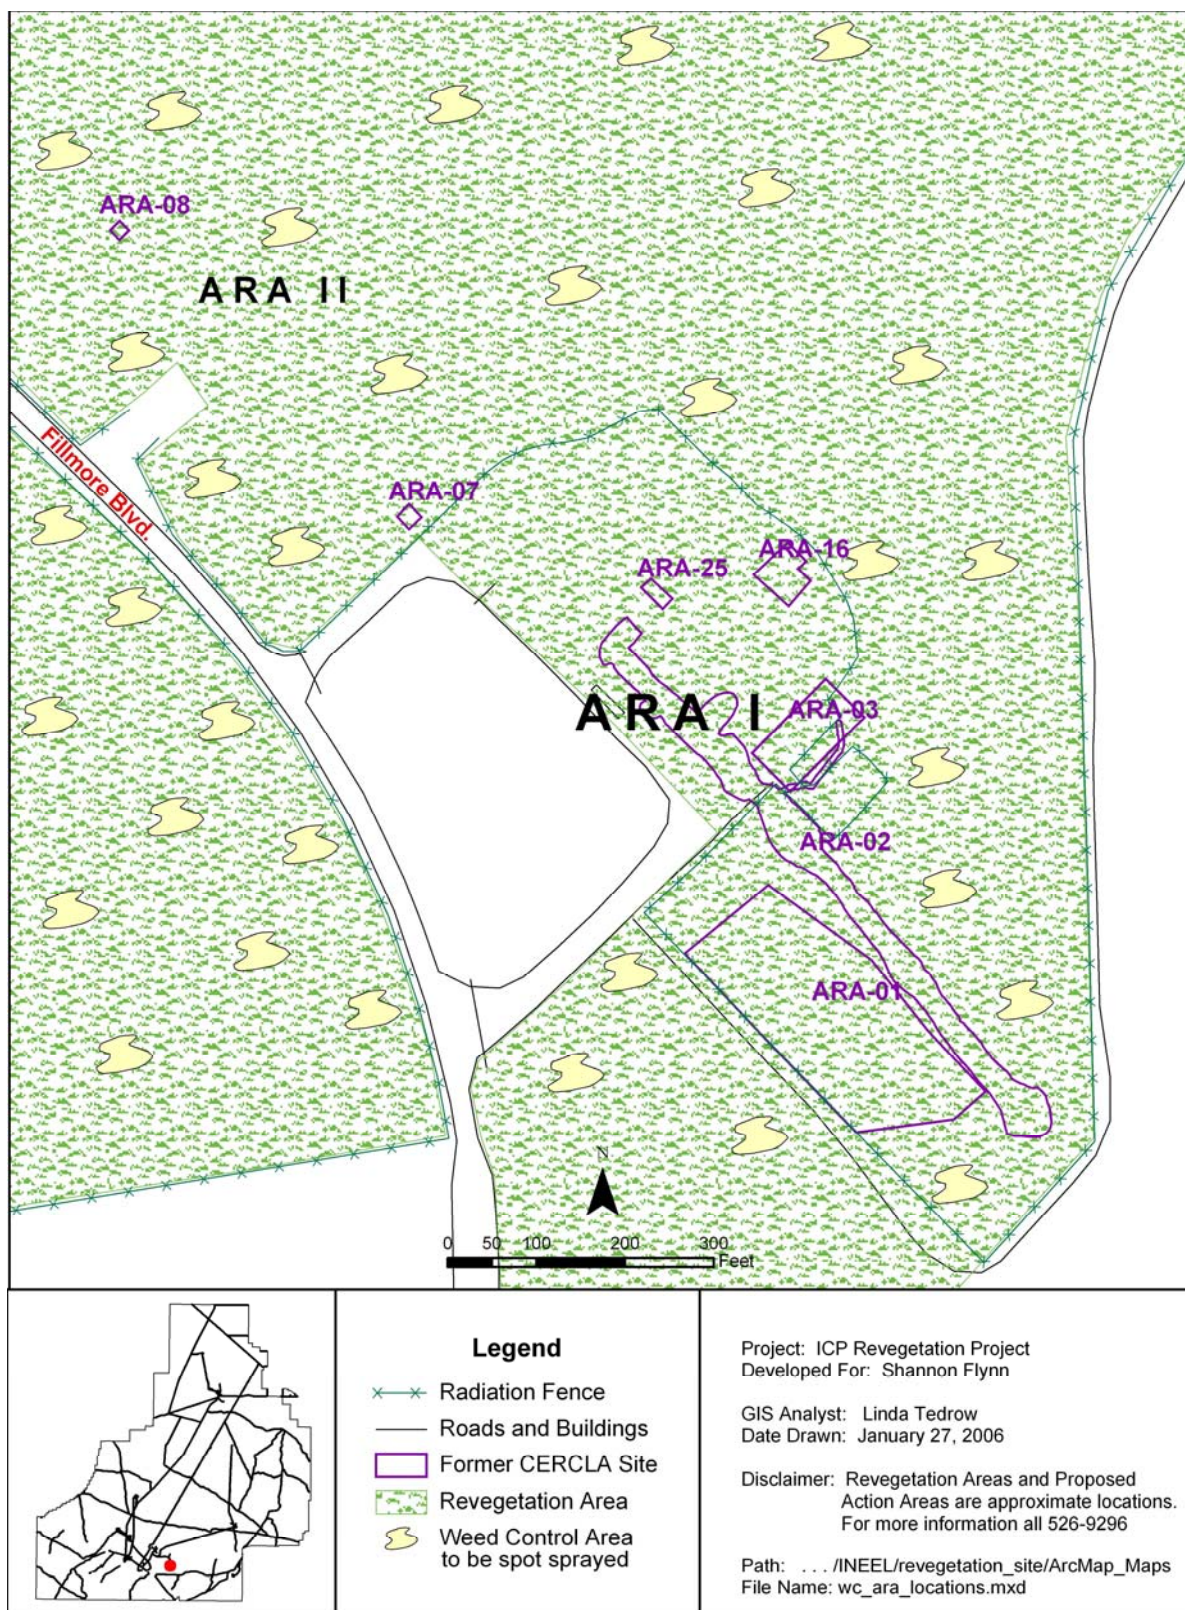 ARA-08
ARA II
Fillmore Blvd.
ARA-07
ARA-16
ARA-25
ARA I
ARA-03
ARA-02
ARA-01
N
0 50 100 200 300
Feet
Legend
Radiation Fence
Roads and Buildings
Former CERCLA Site
Revegetation Area
Weed Control Area
to be spot sprayed
Project: ICP Revegetation Project
Developed For: Shannon Flynn
GIS Analyst: Linda Tedrow
Date Drawn: January 27, 2006
Disclaimer: Revegetation Areas and Proposed
Action Areas are approximate locations.
For more information all 526-9296
Path: . . . /INEEL/revegetation_site/ArcMap_Maps
File Name: wc_ara_locations.mxd